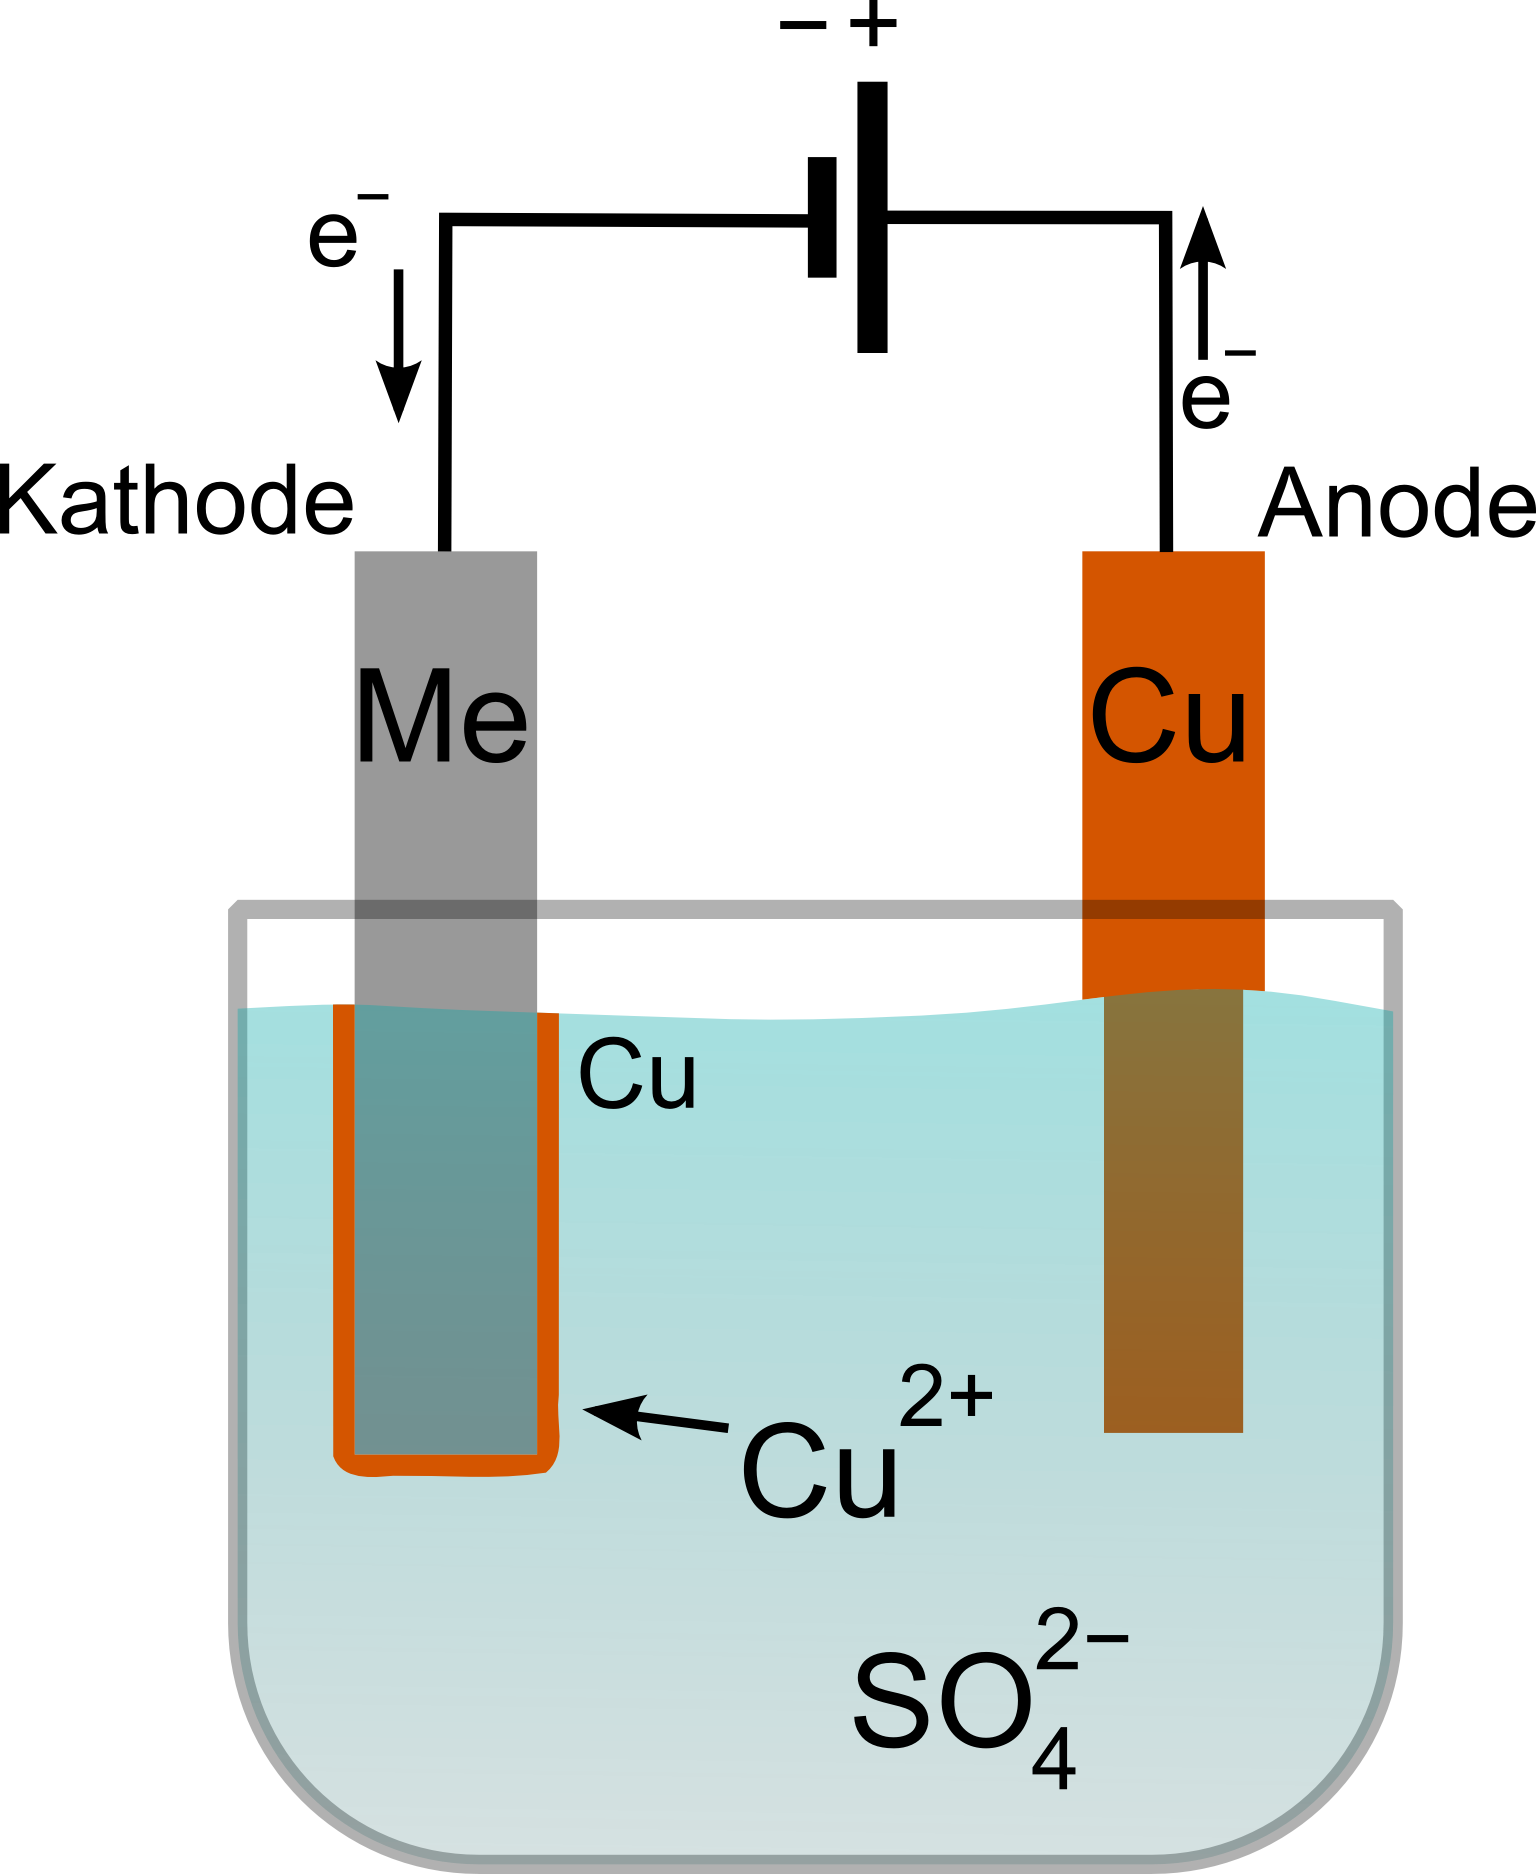 − +
e⁻
e⁻
Kathode
Anode
Me
Cu
Cu
Cu²⁺
SO₄²⁻